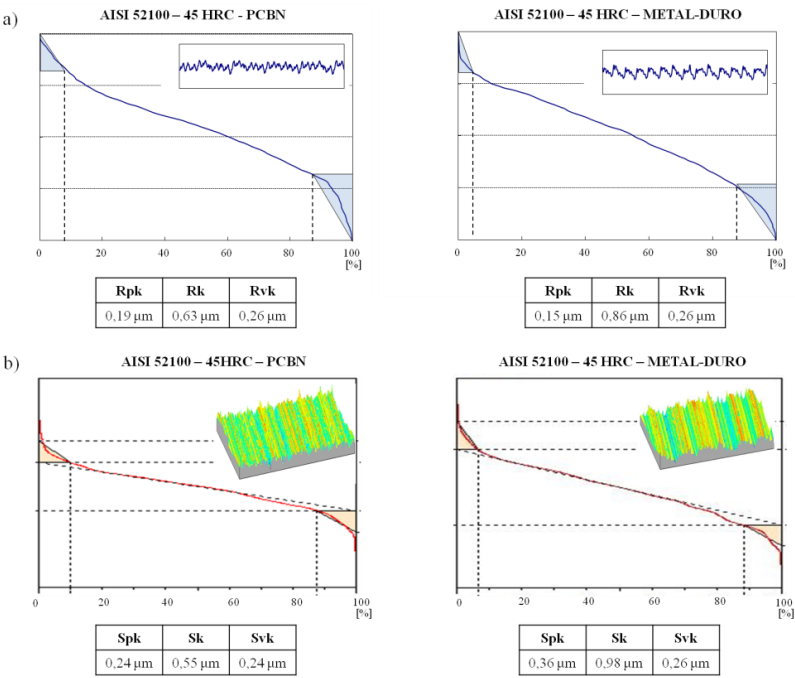 a)
AISI 52100 – 45 HRC - PCBN
AISI 52100 – 45 HRC – METAL-DURO
0 20 40 60 80 100
[%]
0 20 40 60 80 100
[%]
Rpk Rk Rvk
0,19 µm 0,63 µm 0,26 µm
Rpk Rk Rvk
0,15 µm 0,86 µm 0,26 µm
b)
AISI 52100 – 45HRC – PCBN
AISI 52100 – 45 HRC – METAL-DURO
0 20 40 60 80 100
[%]
0 20 40 60 80 100
[%]
Spk Sk Svk
0,24 µm 0,55 µm 0,24 µm
Spk Sk Svk
0,36 µm 0,98 µm 0,26 µm